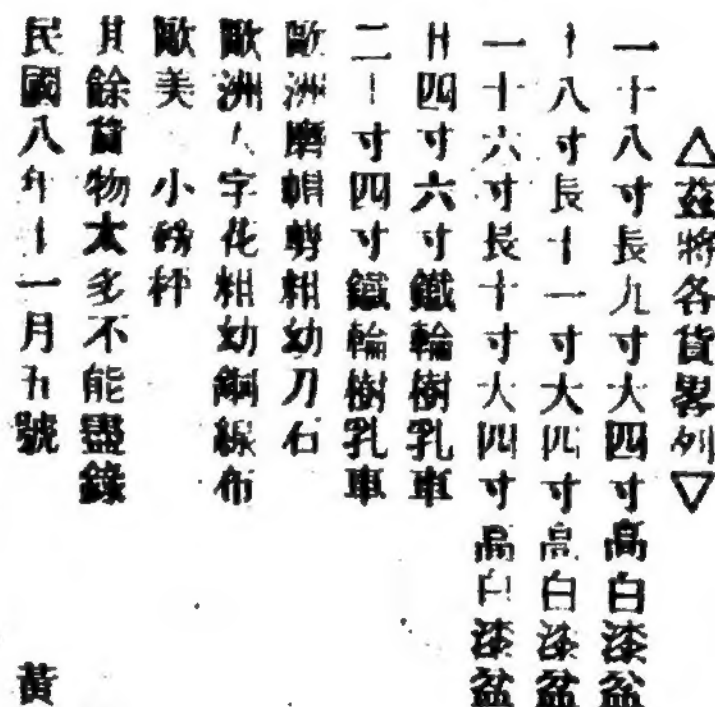 △茲將各貨畧列▽
一十八寸長九寸大四寸高白漆盆
十八寸長十一寸大四寸高白漆盆
一十六寸長十寸大四寸高白漆盆
廿四寸六寸鐵輪樹乳車
二十寸四寸鐵輪樹乳車
歐洲磨剪粗幼刀石
歐洲人字花粗幼銅線布
歐美 小磅枰
其餘貨物太多不能盡錄
民國八年十一月五號 黃